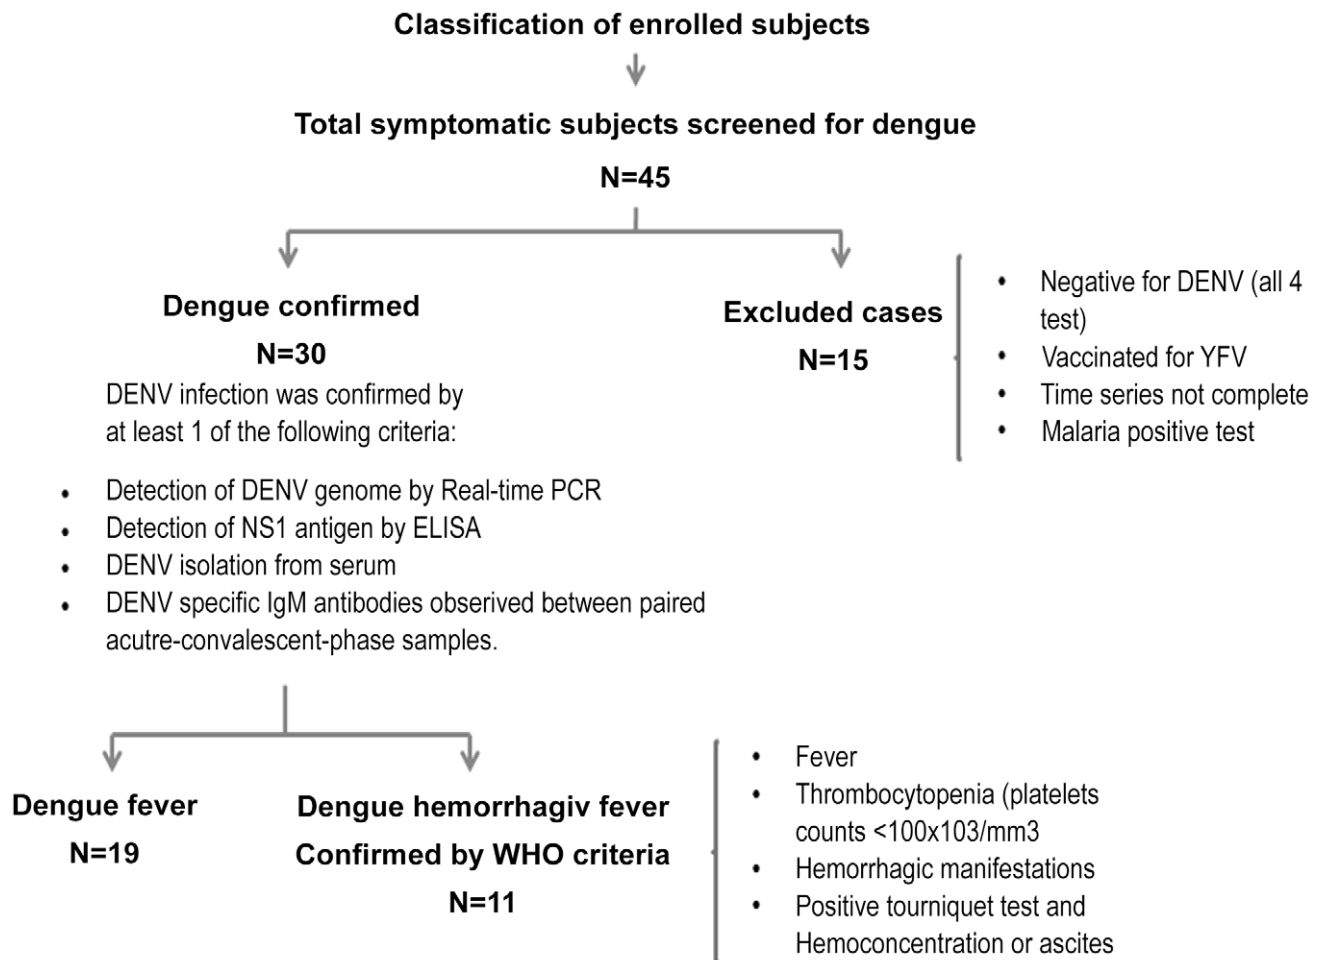 Classification of enrolled subjects
Total symptomatic subjects screened for dengue
N=45
Dengue confirmed
N=30
DENV infection was confirmed by
at least 1 of the following criteria:
• Detection of DENV genome by Real-time PCR
• Detection of NS1 antigen by ELISA
• DENV isolation from serum
• DENV specific IgM antibodies obserived between paired
acutre-convalescent-phase samples.
Excluded cases
N=15
• Negative for DENV (all 4
test)
• Vaccinated for YFV
• Time series not complete
• Malaria positive test
Dengue fever
N=19
Dengue hemorrhagiv fever
Confirmed by WHO criteria
N=11
• Fever
• Thrombocytopenia (platelets
counts <100x103/mm3
• Hemorrhagic manifestations
• Positive tourniquet test and
Hemoconcentration or ascites